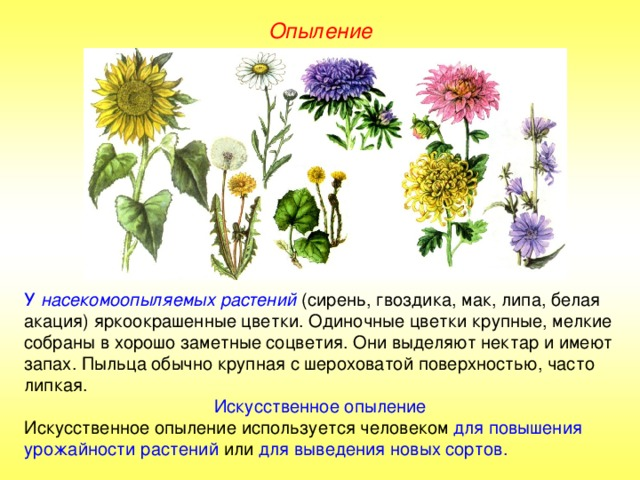 Опыление
У насекомоопыляемых растений (сирень, гвоздика, мак, липа, белая
акация) яркоокрашенные цветки. Одиночные цветки крупные, мелкие
собраны в хорошо заметные соцветия. Они выделяют нектар и имеют
запах. Пыльца обычно крупная с шероховатой поверхностью, часто
липкая.
Искусственное опыление
Искусственное опыление используется человеком для повышения
урожайности растений или для выведения новых сортов.